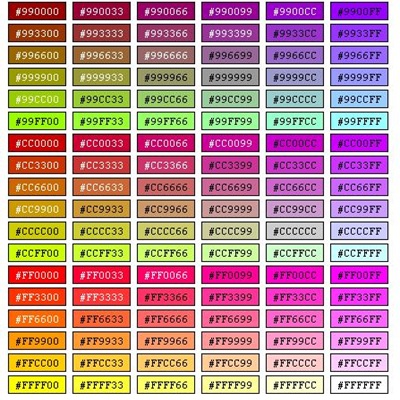 #990000 #990033 #990066 #990099 #9900CC #9900FF
#993300 #993333 #993366 #993399 #9933CC #9933FF
#996600 #996633 #996666 #996699 #9966CC #9966FF
#999900 #999933 #999966 #999999 #9999CC #9999FF
#99CC00 #99CC33 #99CC66 #99CC99 #99CCCC #99CCFF
#99FF00 #99FF33 #99FF66 #99FF99 #99FFCC #99FFFF
#CC0000 #CC0033 #CC0066 #CC0099 #CC00CC #CC00FF
#CC3300 #CC3333 #CC3366 #CC3399 #CC33CC #CC33FF
#CC6600 #CC6633 #CC6666 #CC6699 #CC66CC #CC66FF
#CC9900 #CC9933 #CC9966 #CC9999 #CC99CC #CC99FF
#CCCC00 #CCCC33 #CCCC66 #CCCC99 #CCCCCC #CCCCFF
#CCFF00 #CCFF33 #CCFF66 #CCFF99 #CCFFCC #CCFFFF
#FF0000 #FF0033 #FF0066 #FF0099 #FF00CC #FF00FF
#FF3300 #FF3333 #FF3366 #FF3399 #FF33CC #FF33FF
#FF6600 #FF6633 #FF6666 #FF6699 #FF66CC #FF66FF
#FF9900 #FF9933 #FF9966 #FF9999 #FF99CC #FF99FF
#FFCC00 #FFCC33 #FFCC66 #FFCC99 #FFCCCC #FFCCFF
#FFFF00 #FFFF33 #FFFF66 #FFFF99 #FFFFCC #FFFFFF